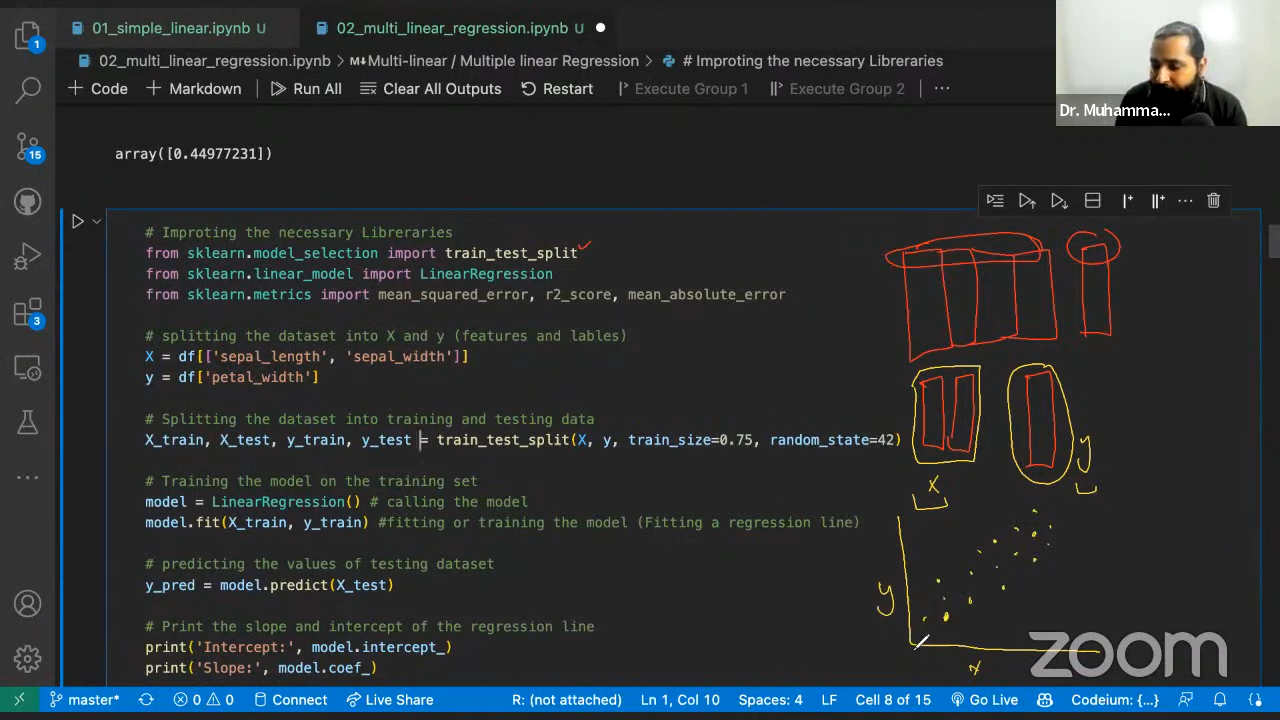 01_simple_linear.ipynb U
02_multi_linear_regression.ipynb U
02_multi_linear_regression.ipynb > Multi-linear / Multiple linear Regression > # Improting the necessary Libreraries
Code Markdown Run All Clear All Outputs Restart Execute Group 1 Execute Group 2 ...
Dr. Muhamma...
1
15
3
array([0.44977231])
# Improting the necessary Libreraries
from sklearn.model_selection import train_test_split
from sklearn.linear_model import LinearRegression
from sklearn.metrics import mean_squared_error, r2_score, mean_absolute_error
# splitting the dataset into X and y (features and lables)
X = df[['sepal_length', 'sepal_width']]
y = df['petal_width']
# Splitting the dataset into training and testing data
X_train, X_test, y_train, y_test = train_test_split(X, y, train_size=0.75, random_state=42)
# Training the model on the training set
model = LinearRegression() # calling the model
model.fit(X_train, y_train) #fitting or training the model (Fitting a regression line)
# predicting the values of testing dataset
y_pred = model.predict(X_test)
# Print the slope and intercept of the regression line
print('Intercept:', model.intercept_)
print('Slope:', model.coef_)
X
y
y
x
zoom
master* 0 0 Connect Live Share R: (not attached) Ln 1, Col 10 Spaces: 4 LF Cell 8 of 15 Go Live Codeium: {...}